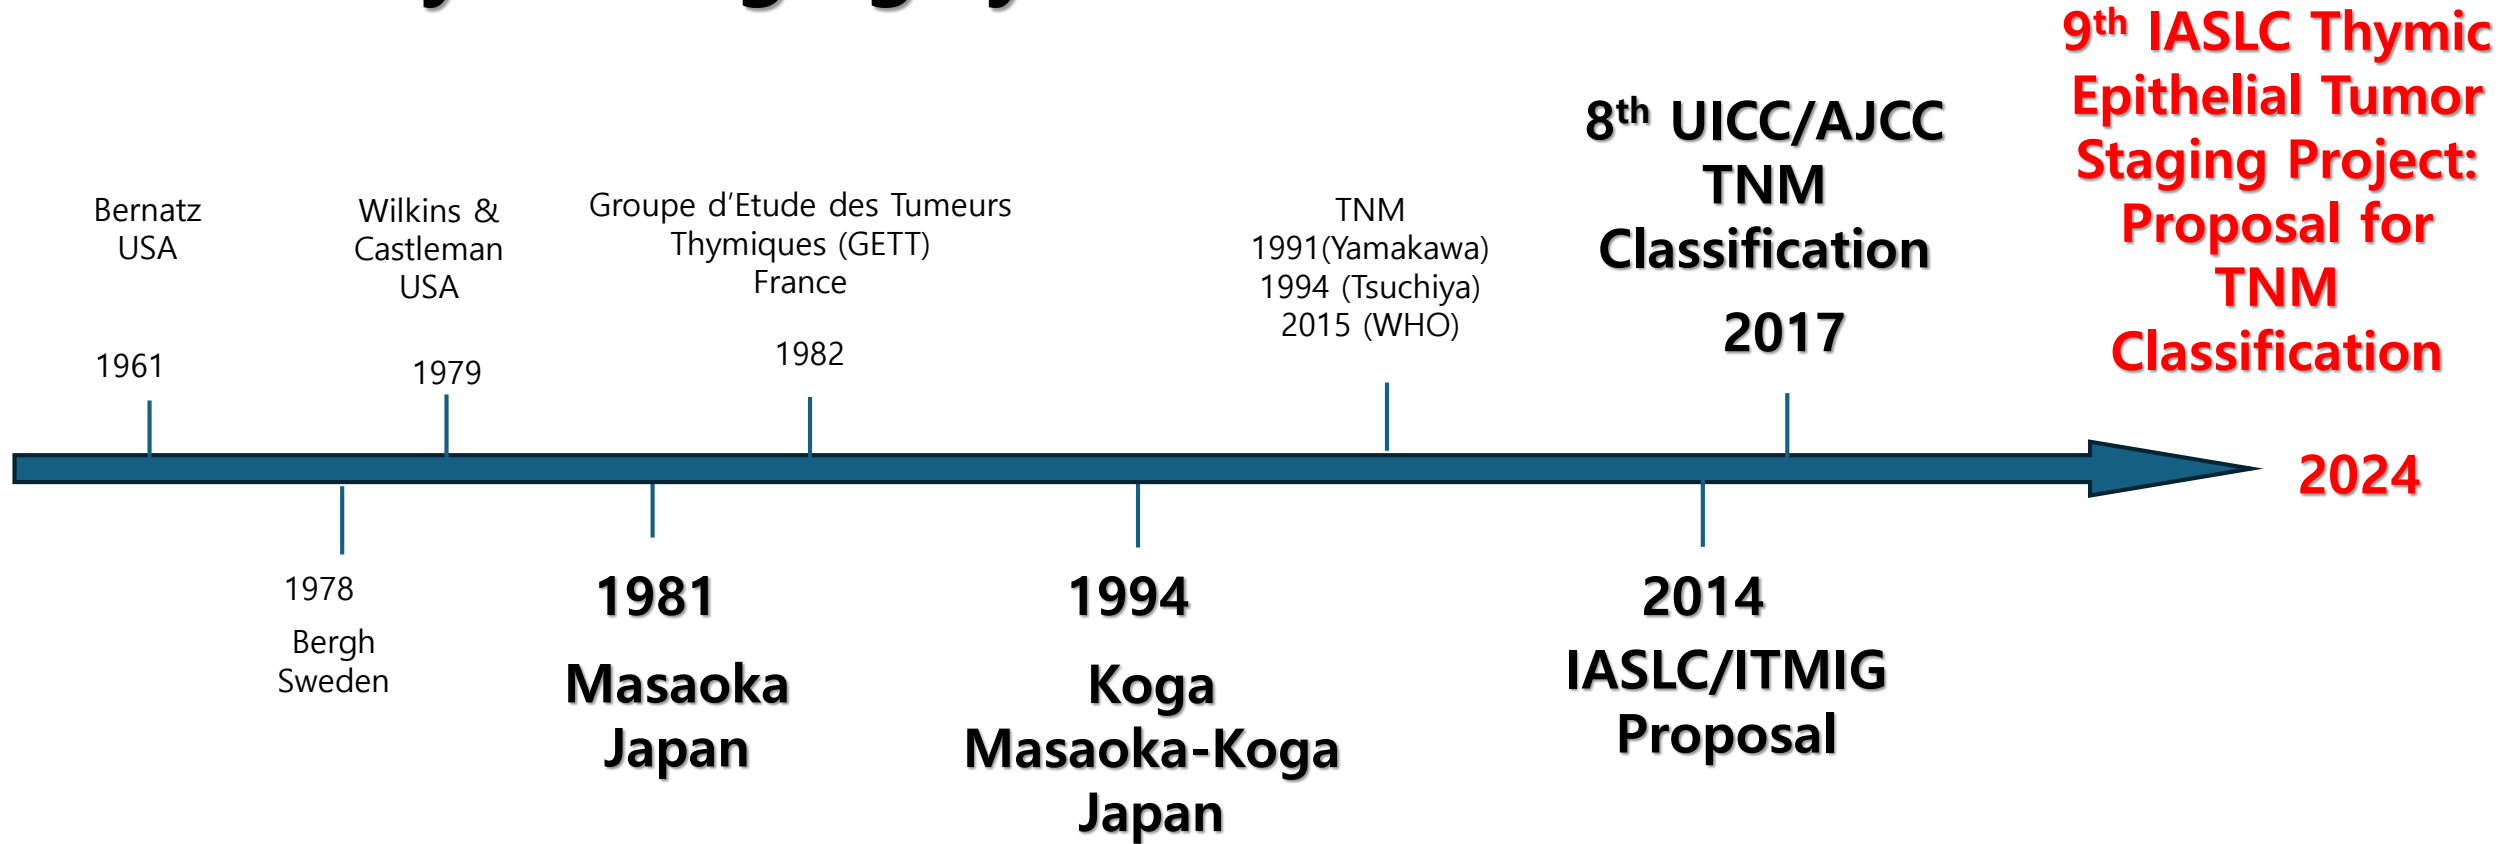 Bernatz
USA
1961
1978
Bergh
Sweden
Wilkins &
Castleman
USA
1979
1981
Masaoka
Japan
Groupe d’Etude des Tumeurs
Thymiques (GETT)
France
1982
1994
Koga
Masaoka-Koga
Japan
TNM
1991(Yamakawa)
1994 (Tsuchiya)
2015 (WHO)
2014
IASLC/ITMIG
Proposal
8th UICC/AJCC
TNM
Classification
2017
9th IASLC Thymic
Epithelial Tumor
Staging Project:
Proposal for
TNM
Classification
2024